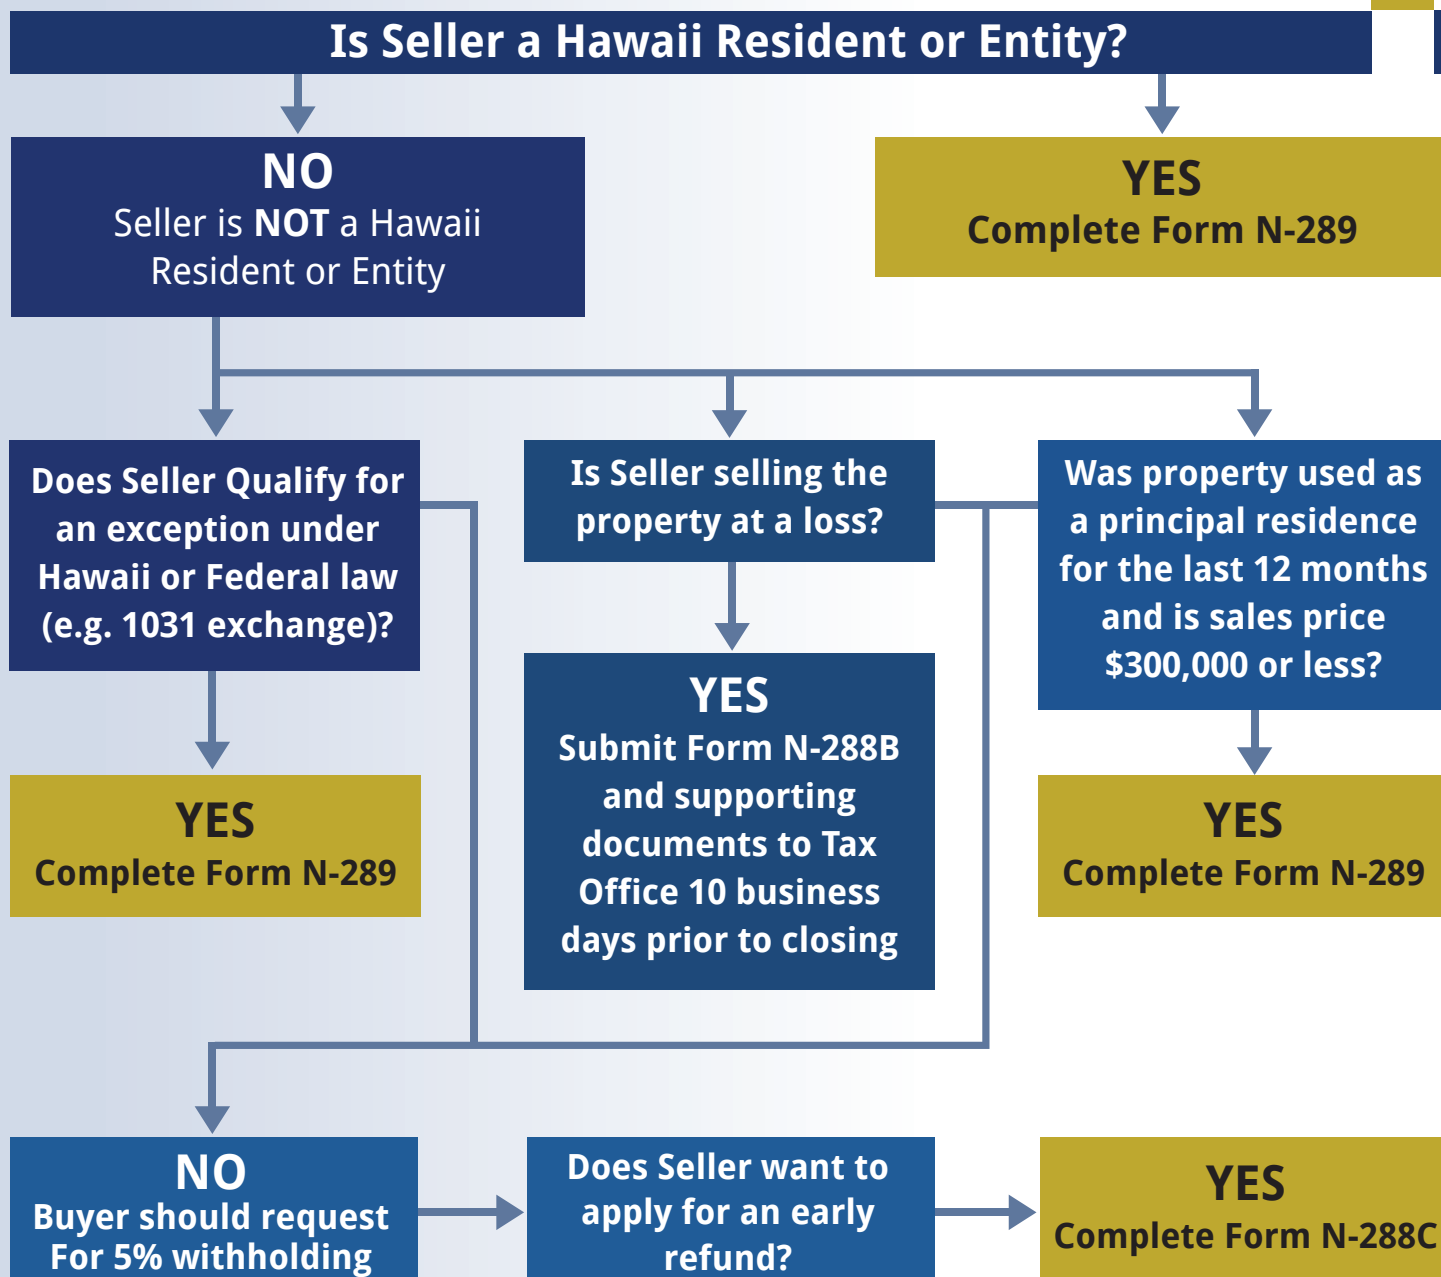 Is Seller a Hawaii Resident or Entity?
NO
Seller is NOT a Hawaii
Resident or Entity
YES
Complete Form N-289
Does Seller Qualify for
an exception under
Hawaii or Federal law
(e.g. 1031 exchange)?
Is Seller selling the
property at a loss?
Was property used as
a principal residence
for the last 12 months
and is sales price
$300,000 or less?
YES
Complete Form N-289
YES
Submit Form N-288B
and supporting
documents to Tax
Office 10 business
days prior to closing
YES
Complete Form N-289
NO
Buyer should request
For 5% withholding
Does Seller want to
apply for an early
refund?
YES
Complete Form N-288C